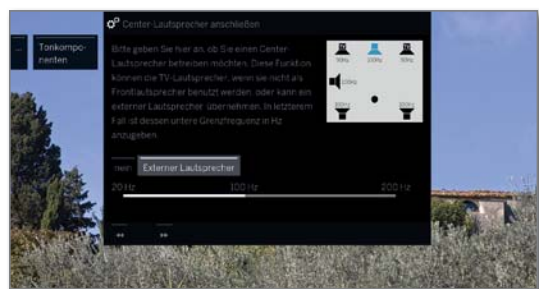 Center-Lautsprecher anschließen
Tonkompo-
nenten
Bitte geben Sie hier an, ob Sie einen Center-
Lautsprecher betreiben möchten. Diese Funktion
können die TV-Lautsprecher, wenn sie nicht als
Frontlautsprecher benutzt werden, oder kann ein
externer Lautsprecher übernehmen. In letzterem
Fall ist dessen untere Grenzfrequenz in Hz
anzugeben.
nein Externer Lautsprecher
20 Hz 100 Hz 200 Hz